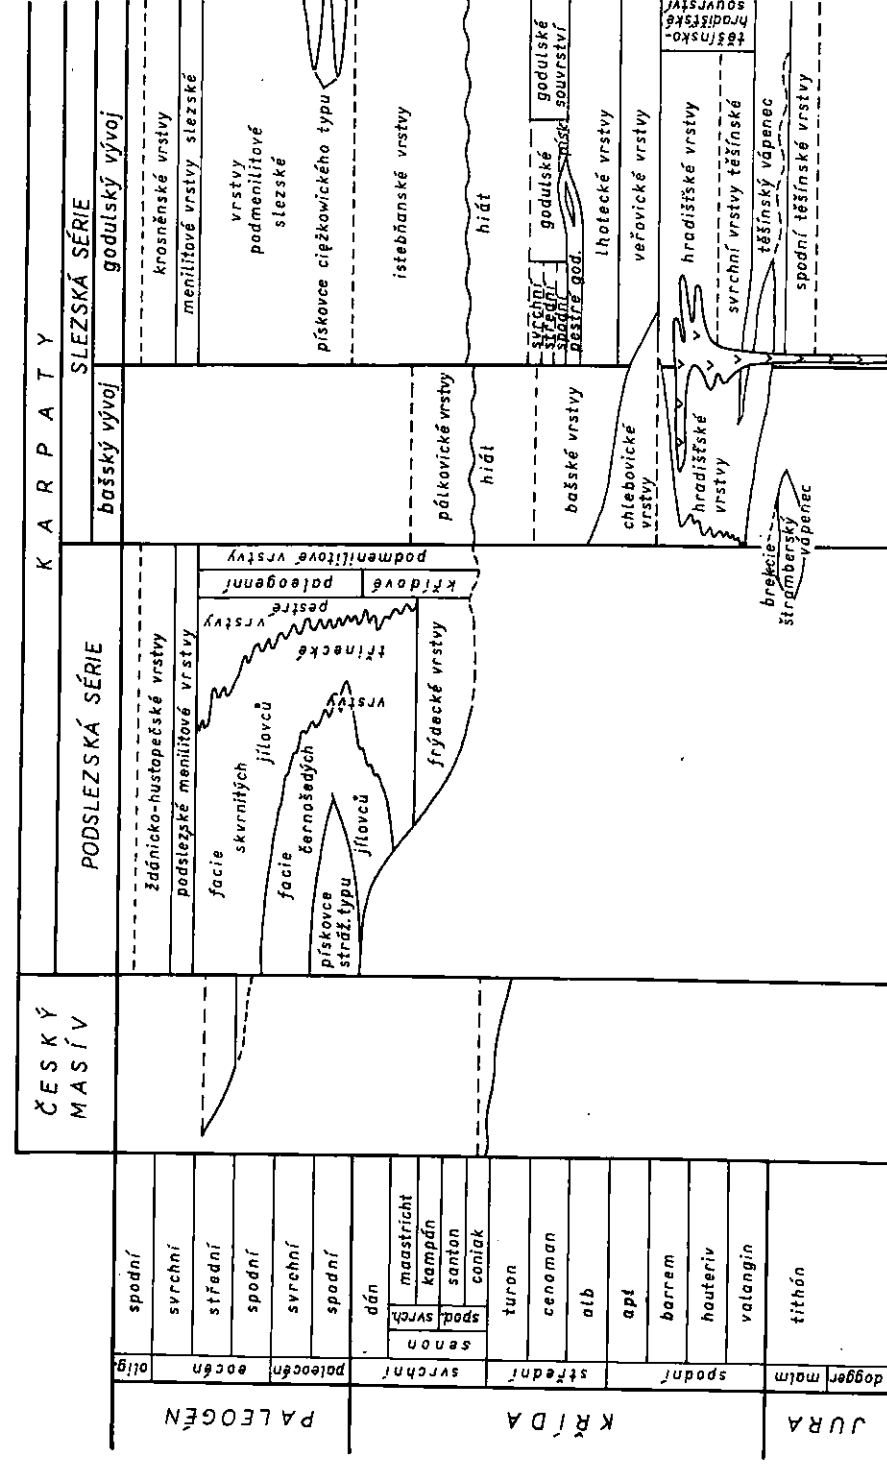 KARPATY
SLEZSKÁ SÉRIE
godulský vývoj
bašský vývoj
PODSLEZSKÁ SÉRIE
ČESKÝ
MASÍV
krosněnské vrstvy
menilitové vrstvy slezské
vrstvy
podmenilitové
slezské
pískovce ciężkowického typu
istebňanské vrstvy
hiát
godulské
souvrství
písk.
godulské
svrchní
střední
spodní
pestré god.
lhotecké vrstvy
veřovické vrstvy
těšínsko-
hradišťské
souvrství
hradišťské vrstvy
svrchní vrstvy těšínské
těšínský vápenec
spodní těšínské vrstvy
pálkovické vrstvy
hiát
bašské vrstvy
chlebovické
vrstvy
hradišťské
vrstvy
brekcie
štramberský
vápenec
ždánicko-hustopečské vrstvy
podslezské menilitové vrstvy
podmenilitové vrstvy
paleogenní
křídové
pestré
vrstvy
třinecké
vrstvy
frýdecké vrstvy
facie
skvrnitých
jílovců
facie
černošedých
jílovců
pískovce
stráž. typu
spodní
svrchní
střední
spodní
svrchní
spodní
dán
maastricht
kampán
santon
coniak
turon
cenoman
alb
apt
barrem
hauteriv
valangin
tithón
svrch.
spod.
senon
olig.
eocén
paleocén
svrchní
střední
spodní
malm
dogger
PALEOGÉN
KŘÍDA
JURA